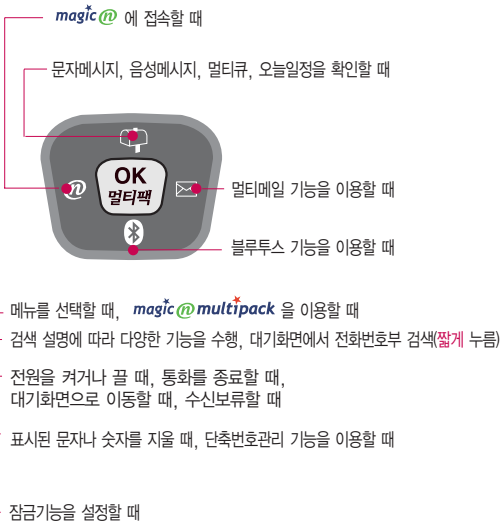 magic n 에 접속할 때
문자메시지, 음성메시지, 멀티큐, 오늘일정을 확인할 때
OK
멀티팩
n
멀티메일 기능을 이용할 때
블루투스 기능을 이용할 때
메뉴를 선택할 때, magic n multipack 을 이용할 때
검색 설명에 따라 다양한 기능을 수행, 대기화면에서 전화번호부 검색(짧게 누름)
전원을 켜거나 끌 때, 통화를 종료할 때,
대기화면으로 이동할 때, 수신보류할 때
표시된 문자나 숫자를 지울 때, 단축번호관리 기능을 이용할 때
잠금기능을 설정할 때